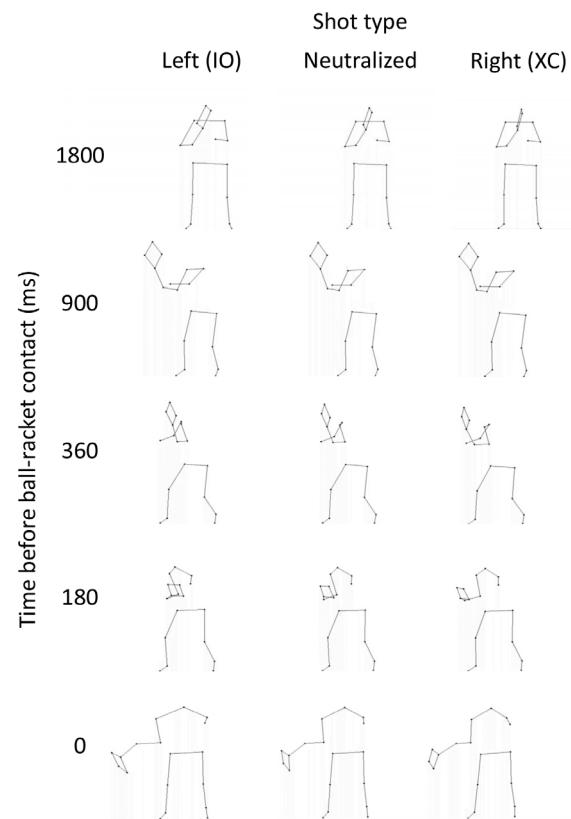 Shot type
Left (IO) Neutralized Right (XC)
Time before ball-racket contact (ms)
1800
900
360
180
0